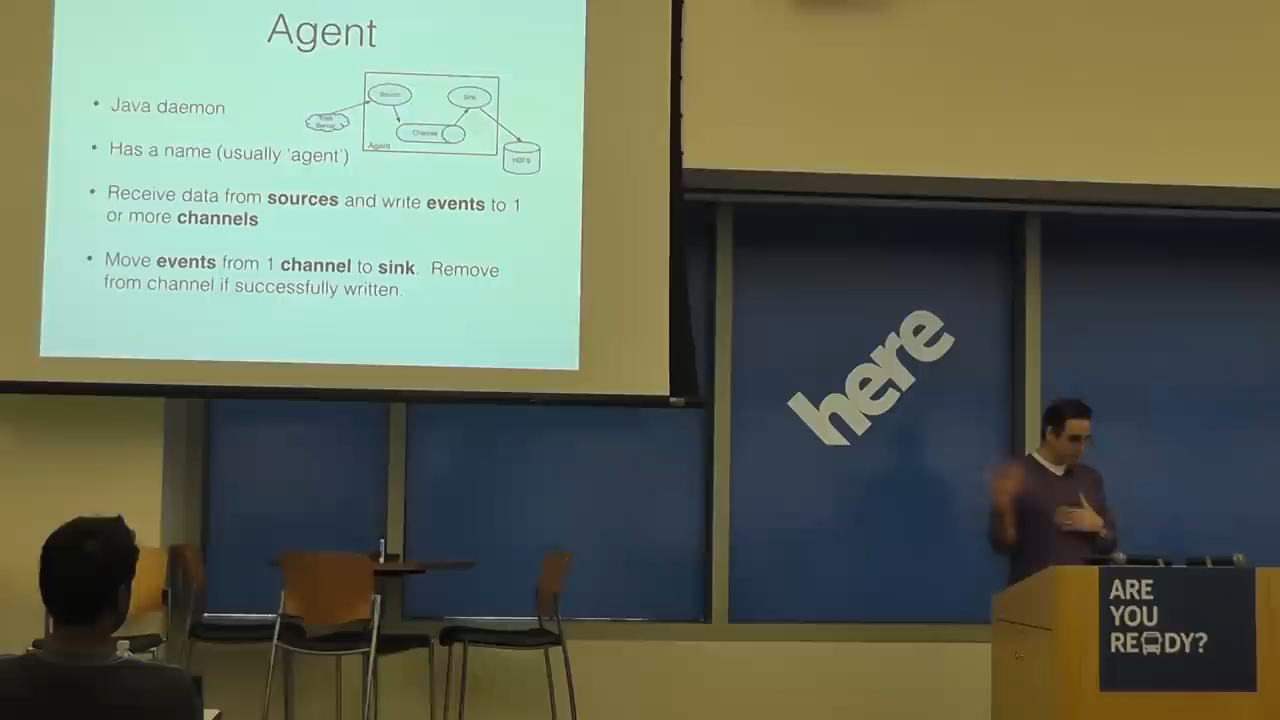 Agent
• Java daemon
• Has a name (usually 'agent')
• Receive data from sources and write events to 1
or more channels
• Move events from 1 channel to sink. Remove
from channel if successfully written.
Source
Sink
Web
Server
Channel
Agent
HDFS
here
ARE
YOU
READY?